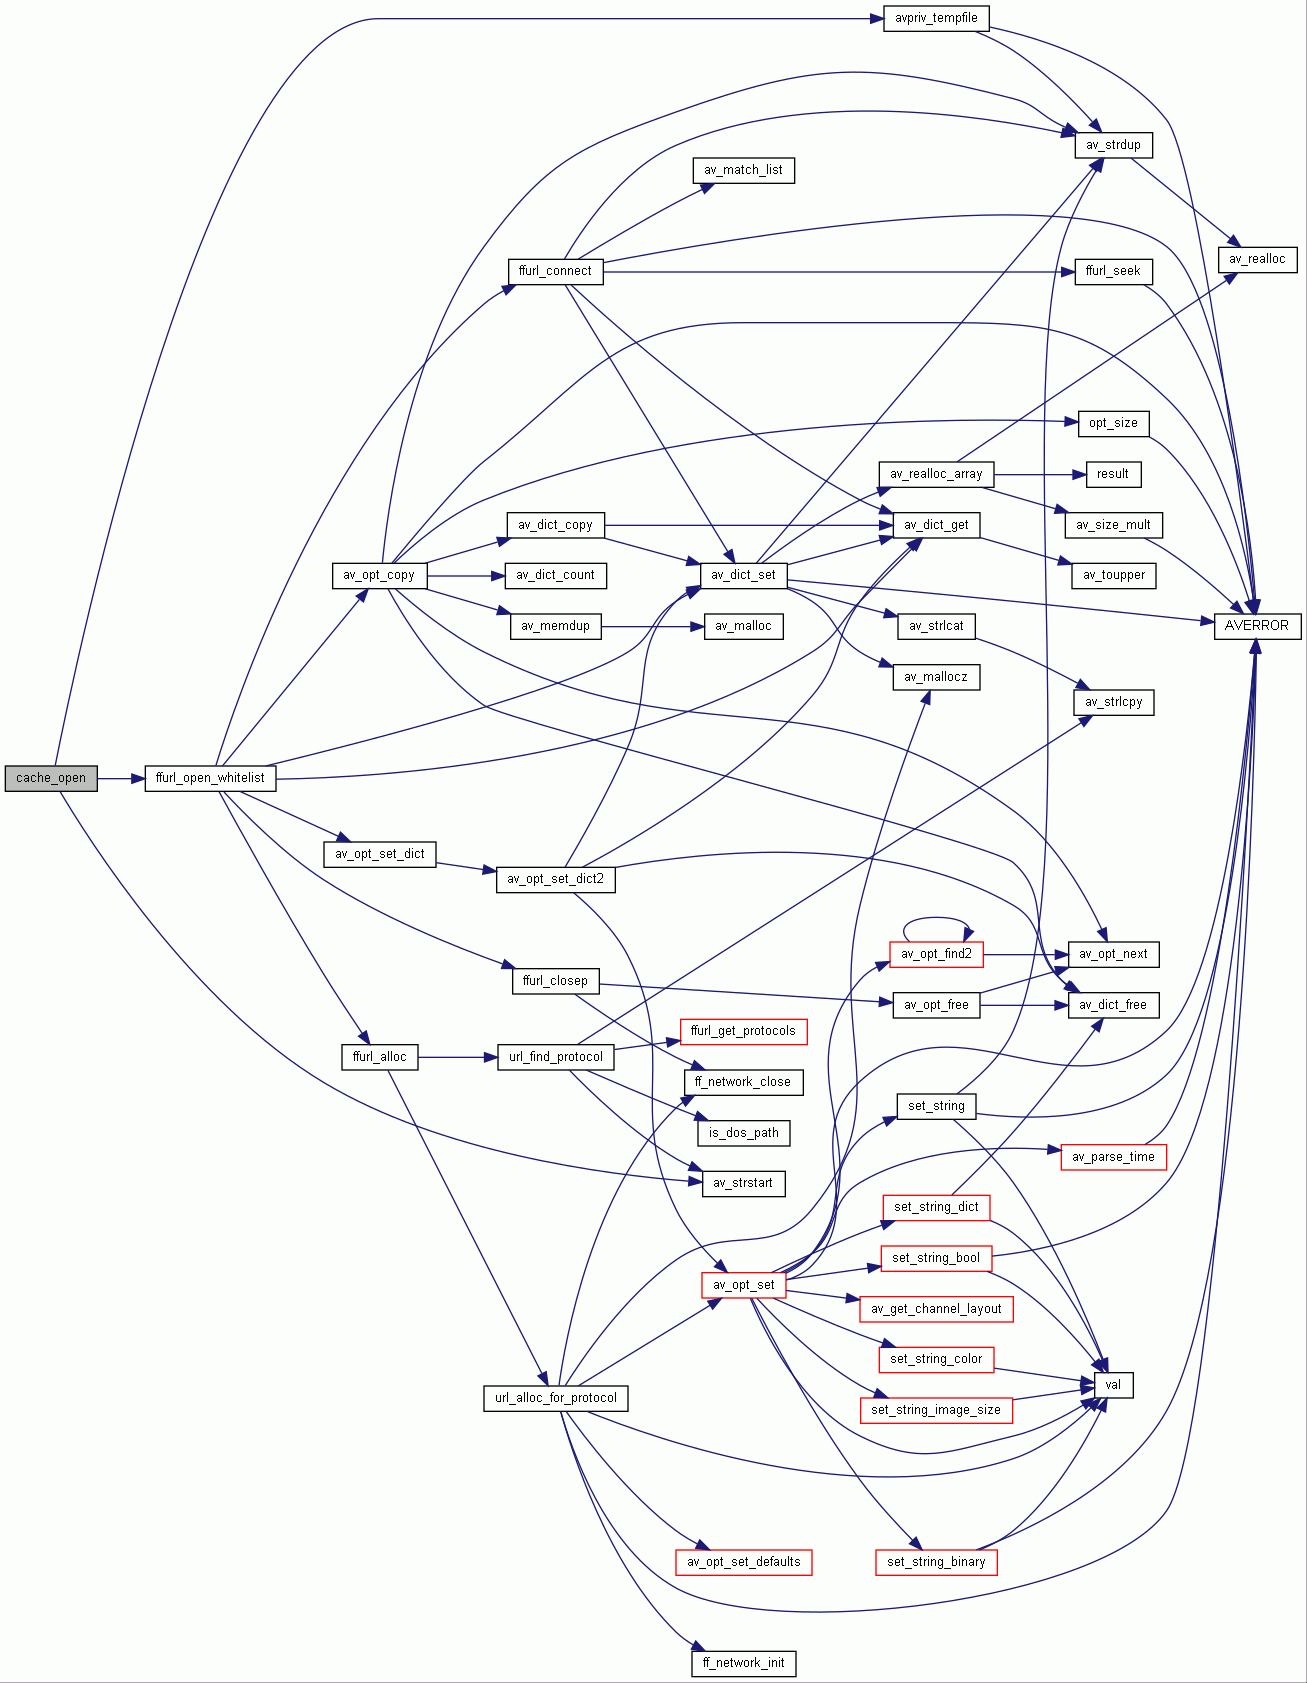 avpriv_tempfile
av_strdup
av_match_list
av_realloc
ffurl_connect
ffurl_seek
opt_size
av_realloc_array
result
av_dict_copy
av_dict_get
av_size_mult
av_opt_copy
av_dict_count
av_dict_set
av_toupper
av_memdup
av_malloc
av_strlcat
AVERROR
av_mallocz
av_strlcpy
cache_open
ffurl_open_whitelist
av_opt_set_dict
av_opt_set_dict2
av_opt_find2
av_opt_next
ffurl_closep
av_opt_free
av_dict_free
ffurl_get_protocols
ffurl_alloc
url_find_protocol
ff_network_close
set_string
is_dos_path
av_parse_time
av_strstart
set_string_dict
set_string_bool
av_opt_set
av_get_channel_layout
set_string_color
val
url_alloc_for_protocol
set_string_image_size
av_opt_set_defaults
set_string_binary
ff_network_init